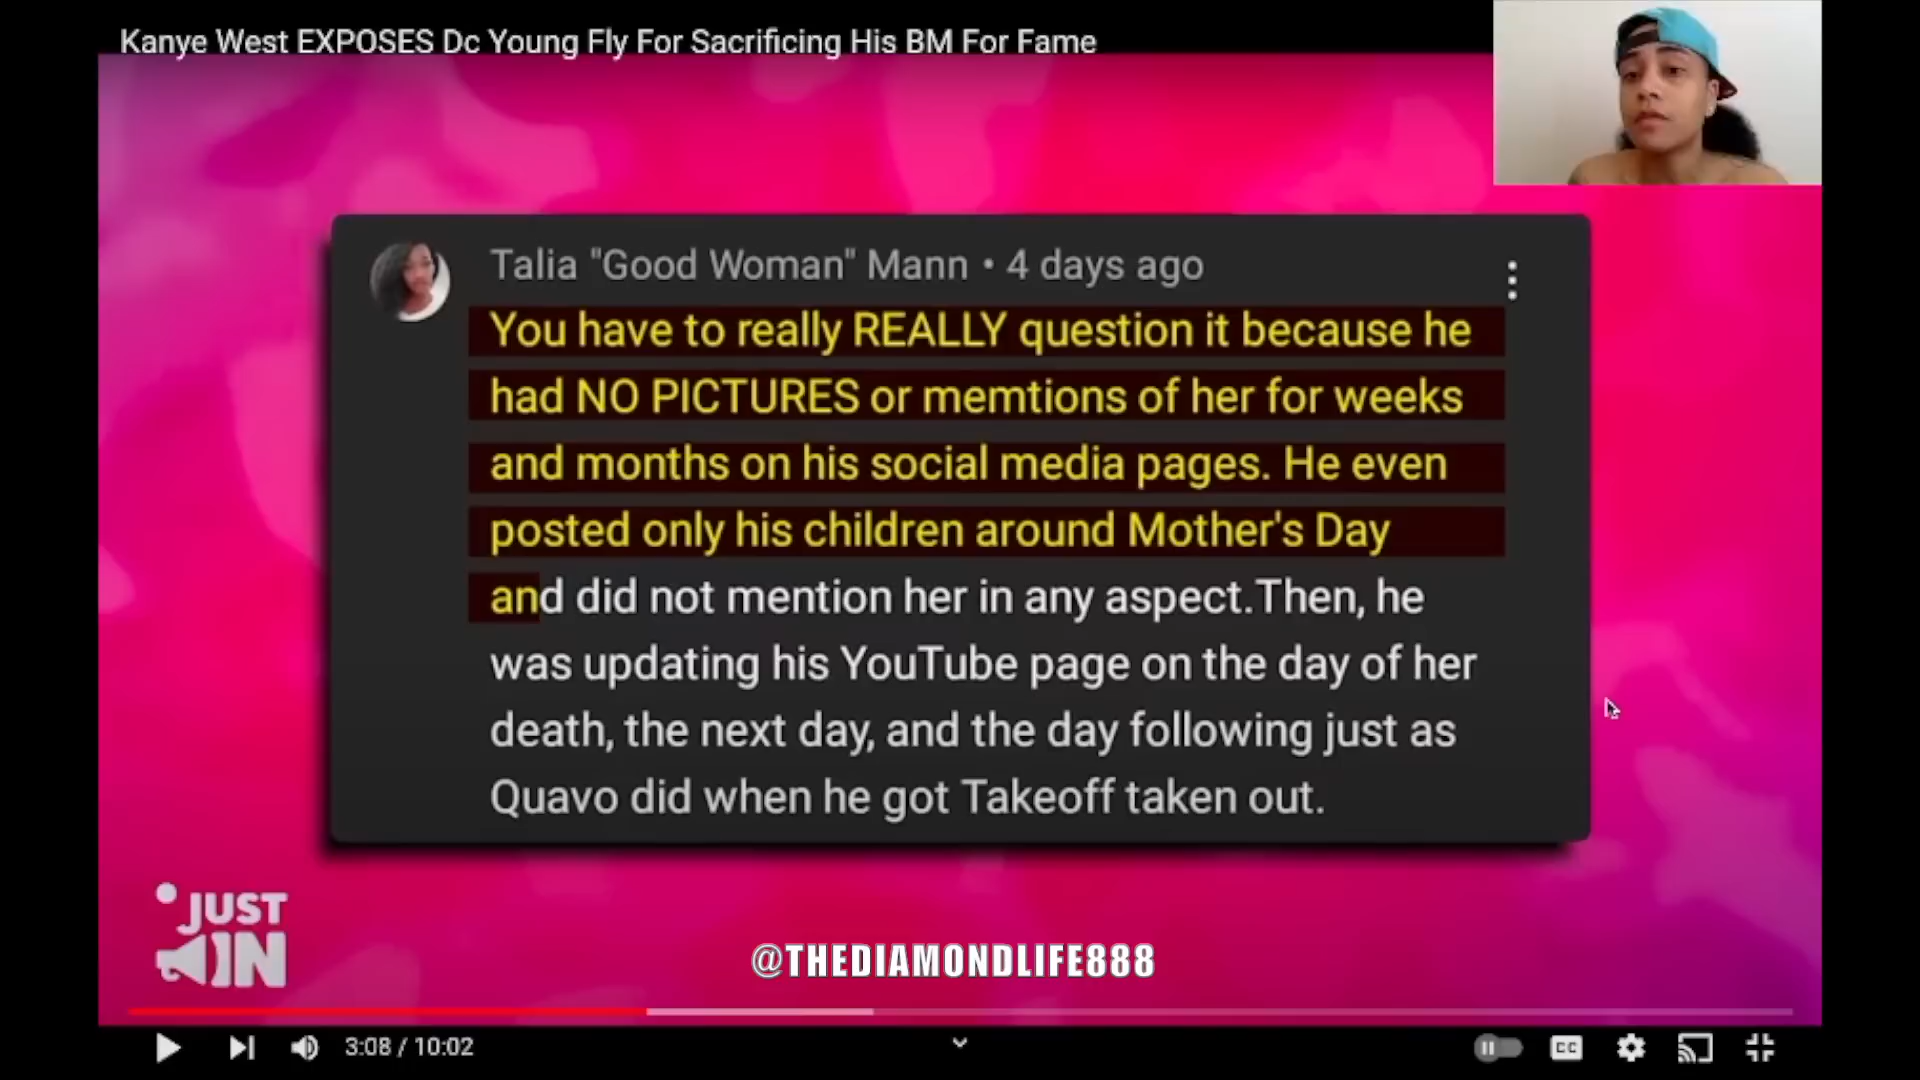 Kanye West EXPOSES Dc Young Fly For Sacrificing His BM For Fame
Talia "Good Woman" Mann • 4 days ago
You have to really REALLY question it because he
had NO PICTURES or memtions of her for weeks
and months on his social media pages. He even
posted only his children around Mother's Day
and did not mention her in any aspect.Then, he
was updating his YouTube page on the day of her
death, the next day, and the day following just as
Quavo did when he got Takeoff taken out.
JUST
IN
@THEDIAMONDLIFE888
3:08 / 10:02
CC